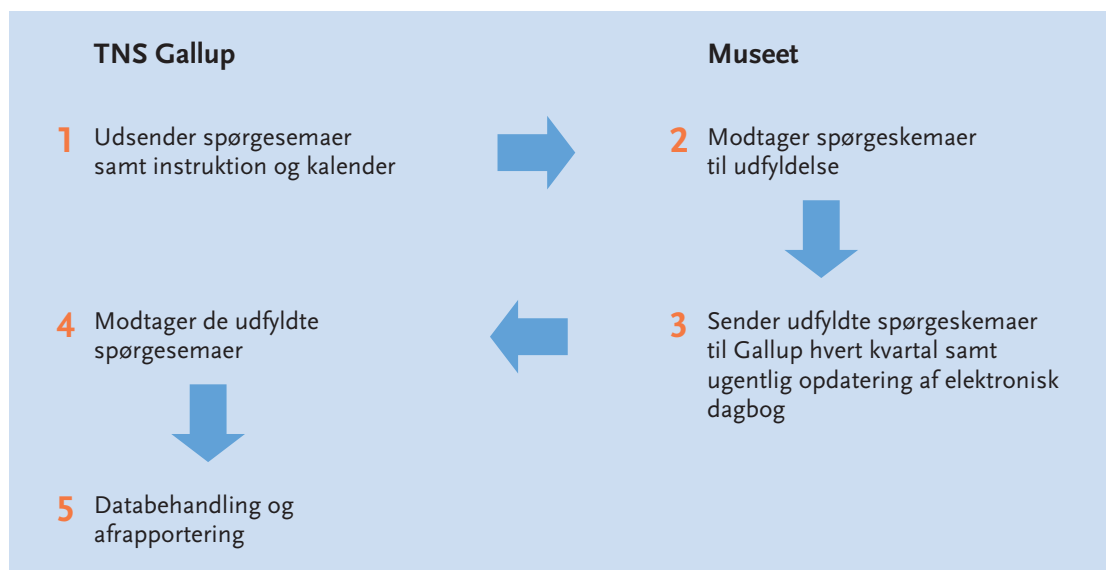 TNS Gallup
Museet
1 Udsender spørgesemaer
samt instruktion og kalender
2 Modtager spørgeskemaer
til udfyldelse
3 Sender udfyldte spørgeskemaer
til Gallup hvert kvartal samt
ugentlig opdatering af elektronisk
dagbog
4 Modtager de udfyldte
spørgesemaer
5 Databehandling og
afrapportering